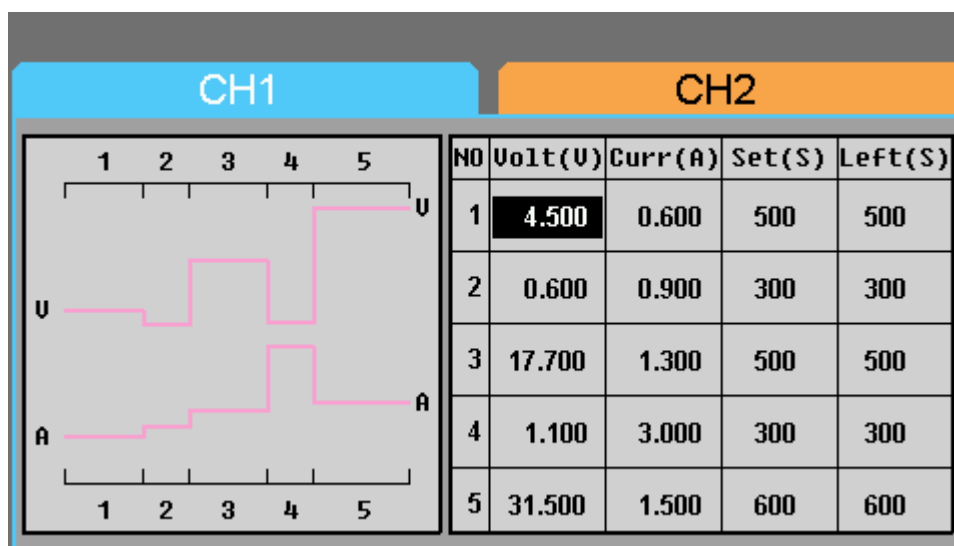 CH1 CH2
1 2 3 4 5
V
V
A
A
1 2 3 4 5
NO Volt(V) Curr(A) Set(S) Left(S)
1 4.500 0.600 500 500
2 0.600 0.900 300 300
3 17.700 1.300 500 500
4 1.100 3.000 300 300
5 31.500 1.500 600 600